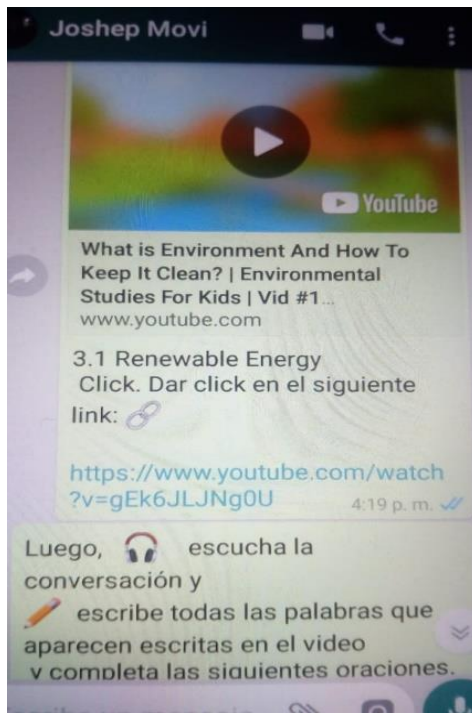 Joshep Movi
YouTube
What is Environment And How To
Keep It Clean? | Environmental
Studies For Kids | Vid #1...
www.youtube.com
3.1 Renewable Energy
Click. Dar click en el siguiente
link:
https://www.youtube.com/watch
?v=gEk6JLJNg0U
4:19 p. m.
Luego, escucha la
conversación y
escribe todas las palabras que
aparecen escritas en el video
y completa las siguientes oraciones.